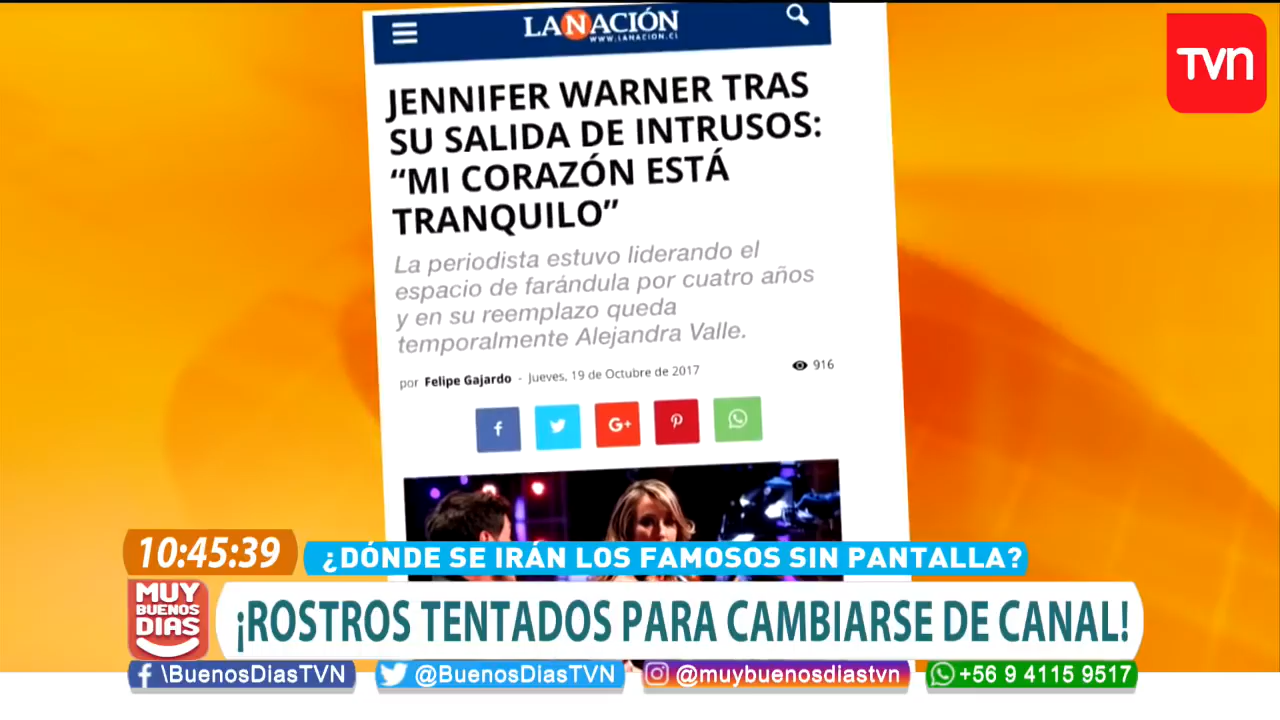 LA NACIÓN
WWW.LANACION.CL
TVN
JENNIFER WARNER TRAS
SU SALIDA DE INTRUSOS:
“MI CORAZÓN ESTÁ
TRANQUILO”
La periodista estuvo liderando el
espacio de farándula por cuatro años
y en su reemplazo queda
temporalmente Alejandra Valle.
por Felipe Gajardo - Jueves, 19 de Octubre de 2017 916
f G+
10:45:39 ¿DÓNDE SE IRÁN LOS FAMOSOS SIN PANTALLA?
MUY
BUENOS
DIAS
¡ROSTROS TENTADOS PARA CAMBIARSE DE CANAL!
f \BuenosDiasTVN @BuenosDiasTVN @muybuenosdiastvn +56 9 4115 9517